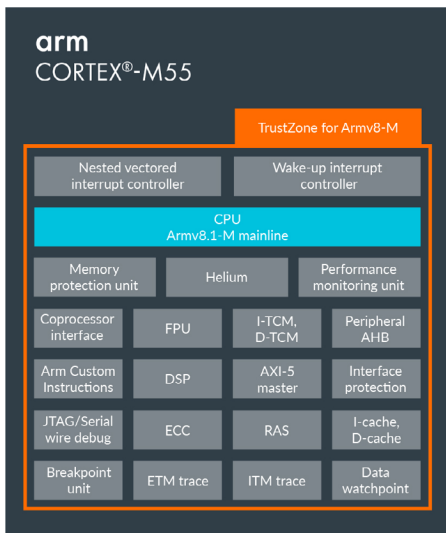 arm
CORTEX®-M55
TrustZone for Armv8-M
Nested vectored
interrupt controller
Wake-up interrupt
controller
CPU
Armv8.1-M mainline
Memory
protection unit
Helium
Performance
monitoring unit
Coprocessor
interface
FPU
I-TCM,
D-TCM
Peripheral
AHB
Arm Custom
Instructions
DSP
AXI-5
master
Interface
protection
JTAG/Serial
wire debug
ECC
RAS
I-cache,
D-cache
Breakpoint
unit
ETM trace
ITM trace
Data
watchpoint